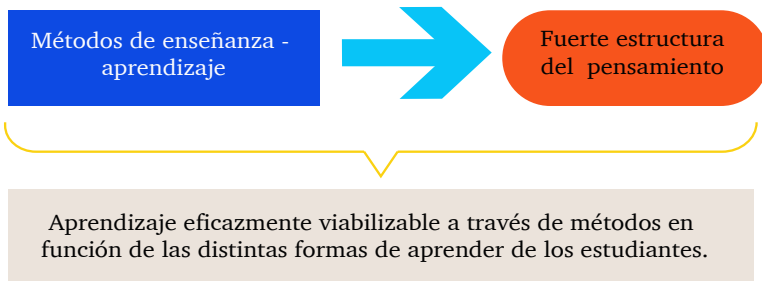 Métodos de enseñanza -
aprendizaje
Fuerte estructura
del pensamiento
Aprendizaje eficazmente viabilizable a través de métodos en
función de las distintas formas de aprender de los estudiantes.